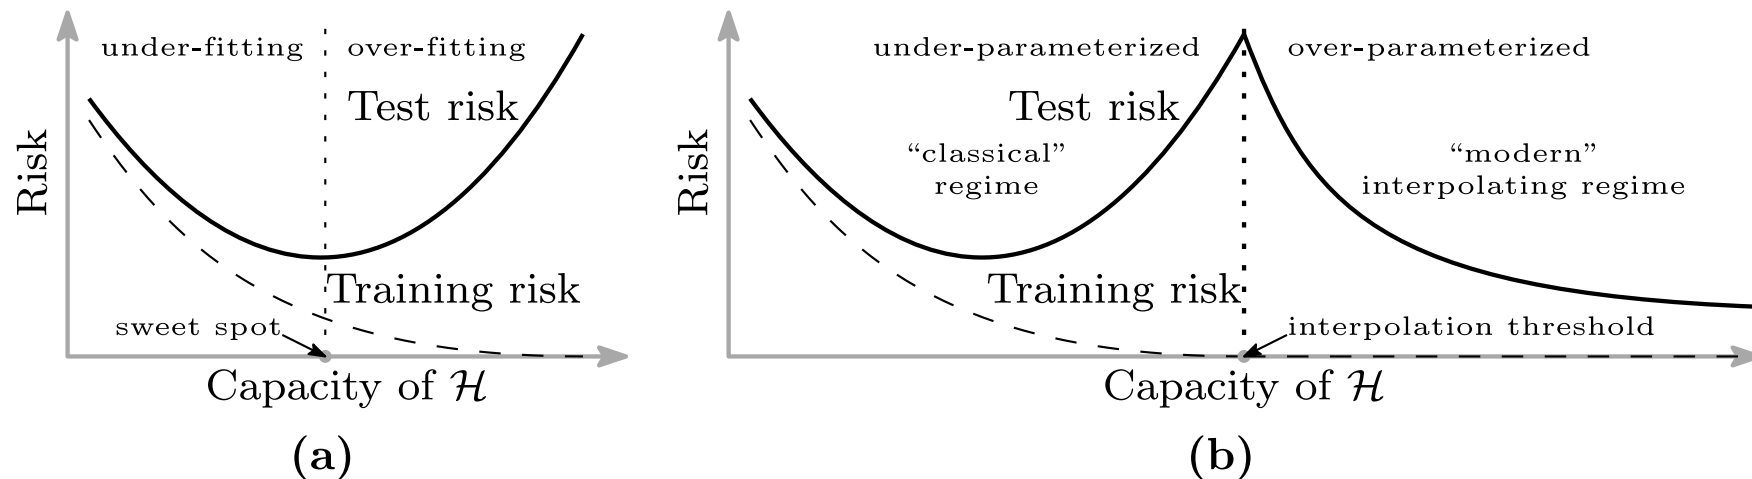 under-fitting
over-fitting
Test risk
Risk
Training risk
sweet spot
Capacity of ℋ
(a)
under-parameterized
over-parameterized
Test risk
“classical”
regime
“modern”
interpolating regime
Risk
Training risk
interpolation threshold
Capacity of ℋ
(b)